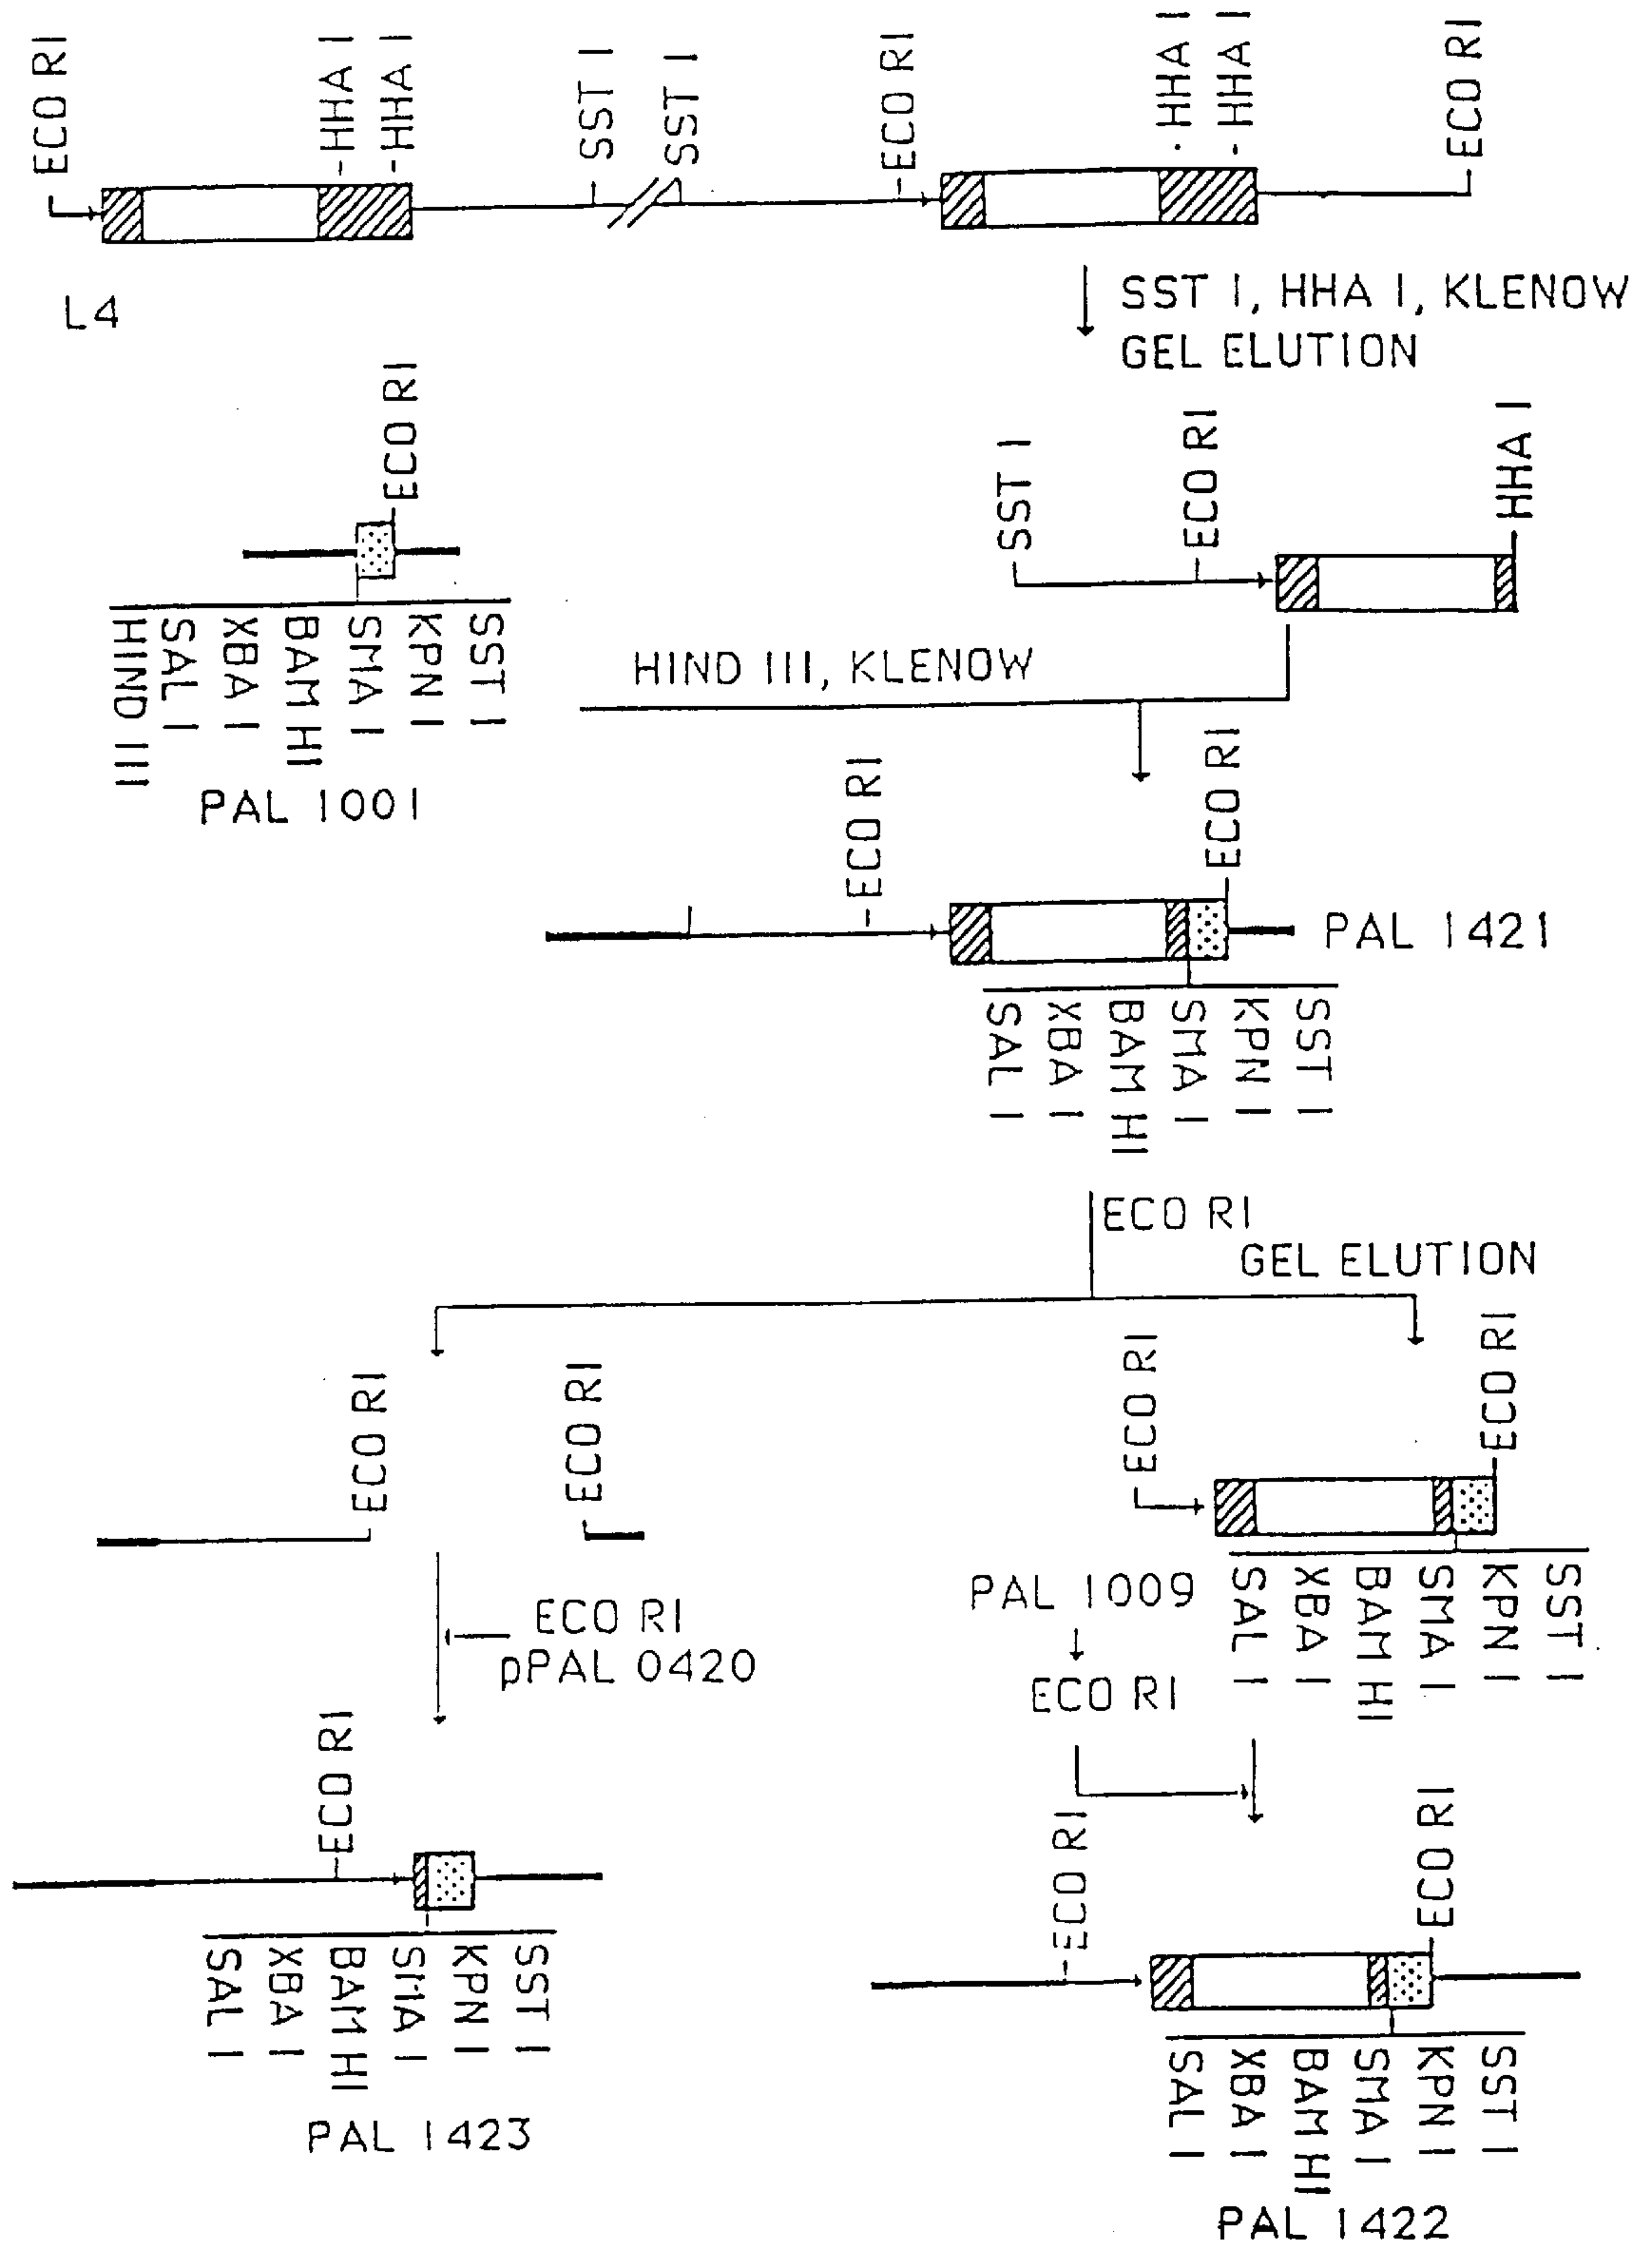 ECO RI
HHA I
HHA I
SST I
SST I
ECO RI
HHA I
HHA I
ECO RI
L4
SST I, HHA I, KLENOW
GEL ELUTION
ECO RI
HIND III
SAL I
XBA I
BAM HI
SMA I
KPN I
SST I
PAL 1001
SST I
ECO RI
HHA I
HIND III, KLENOW
ECO RI
ECO RI
PAL 1421
SAL I
XBA I
BAM HI
SMA I
KPN I
SST I
ECO RI
GEL ELUTION
ECO RI
ECO RI
ECO RI
pPAL 0420
ECO RI
ECO RI
SAL I
XBA I
BAM HI
SMA I
KPN I
SST I
PAL 1009
ECO RI
ECO RI
SAL I
XBA I
BAM HI
SMA I
KPN I
SST I
PAL 1423
ECO RI
ECO RI
SAL I
XBA I
BAM HI
SMA I
KPN I
SST I
PAL 1422